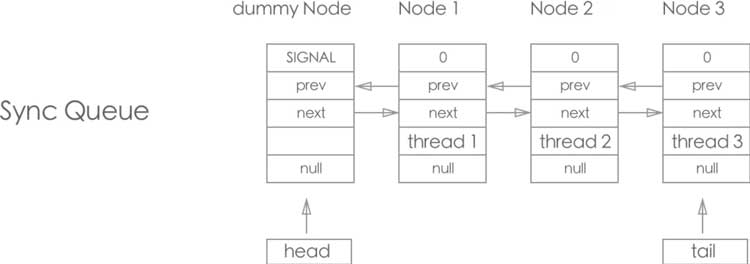 dummy Node Node 1 Node 2 Node 3
SIGNAL 0 0 0
prev prev prev prev
Sync Queue
next next next next
thread 1 thread 2 thread 3
null null null null
head tail